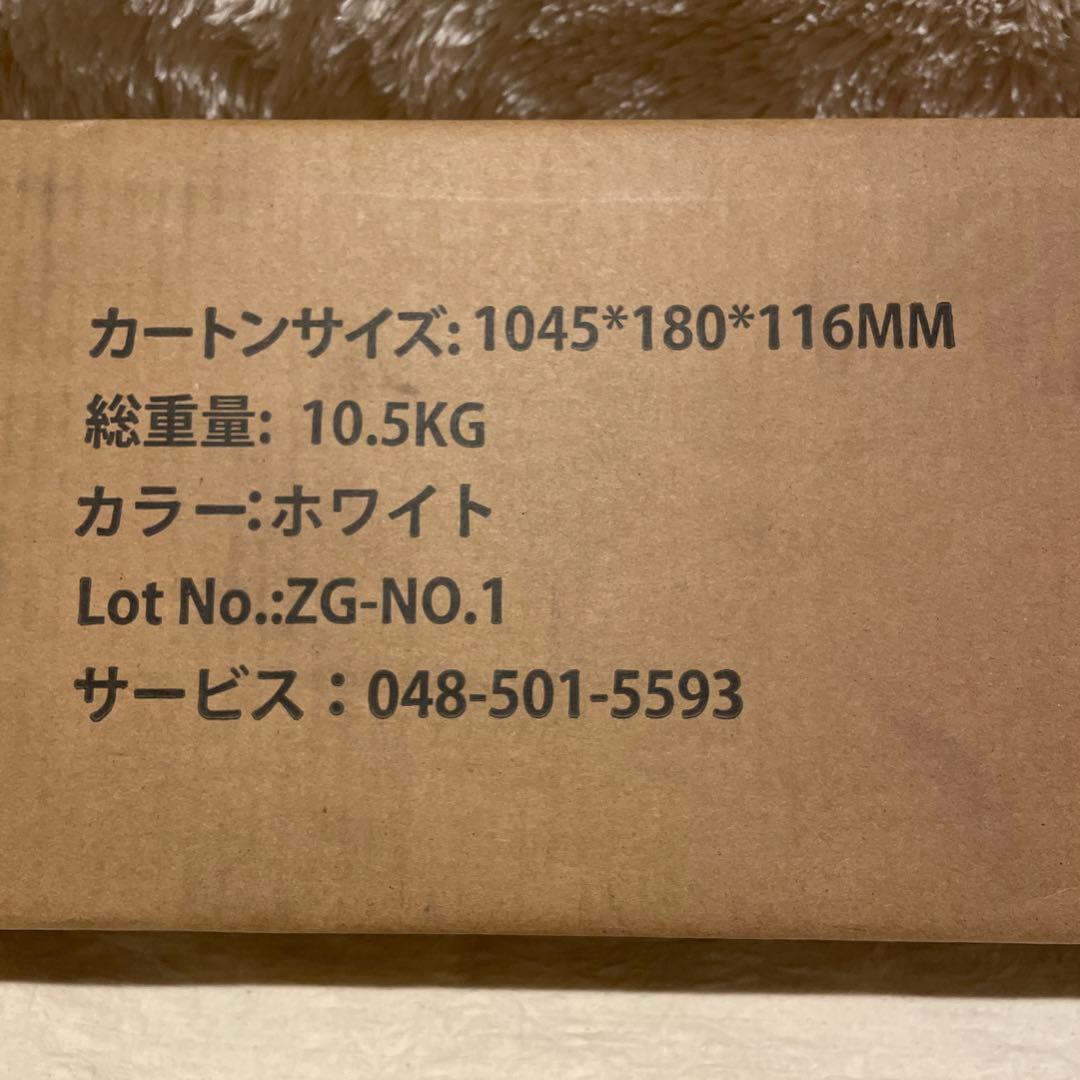 カートンサイズ:1045*180*116MM
総重量: 10.5KG
カラー:ホワイト
Lot No.:ZG-NO.1
サービス：048-501-5593